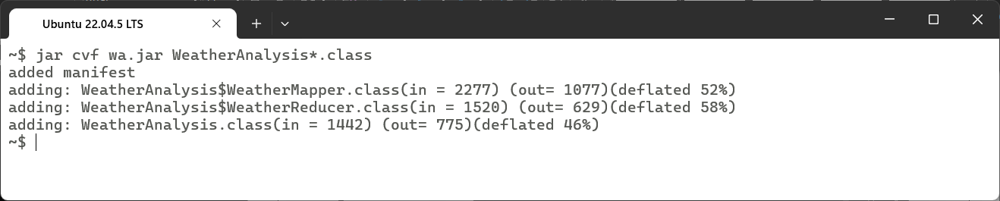 Ubuntu 22.04.5 LTS
~$ jar cvf wa.jar WeatherAnalysis*.class
added manifest
adding: WeatherAnalysis$WeatherMapper.class(in = 2277) (out= 1077)(deflated 52%)
adding: WeatherAnalysis$WeatherReducer.class(in = 1520) (out= 629)(deflated 58%)
adding: WeatherAnalysis.class(in = 1442) (out= 775)(deflated 46%)
~$